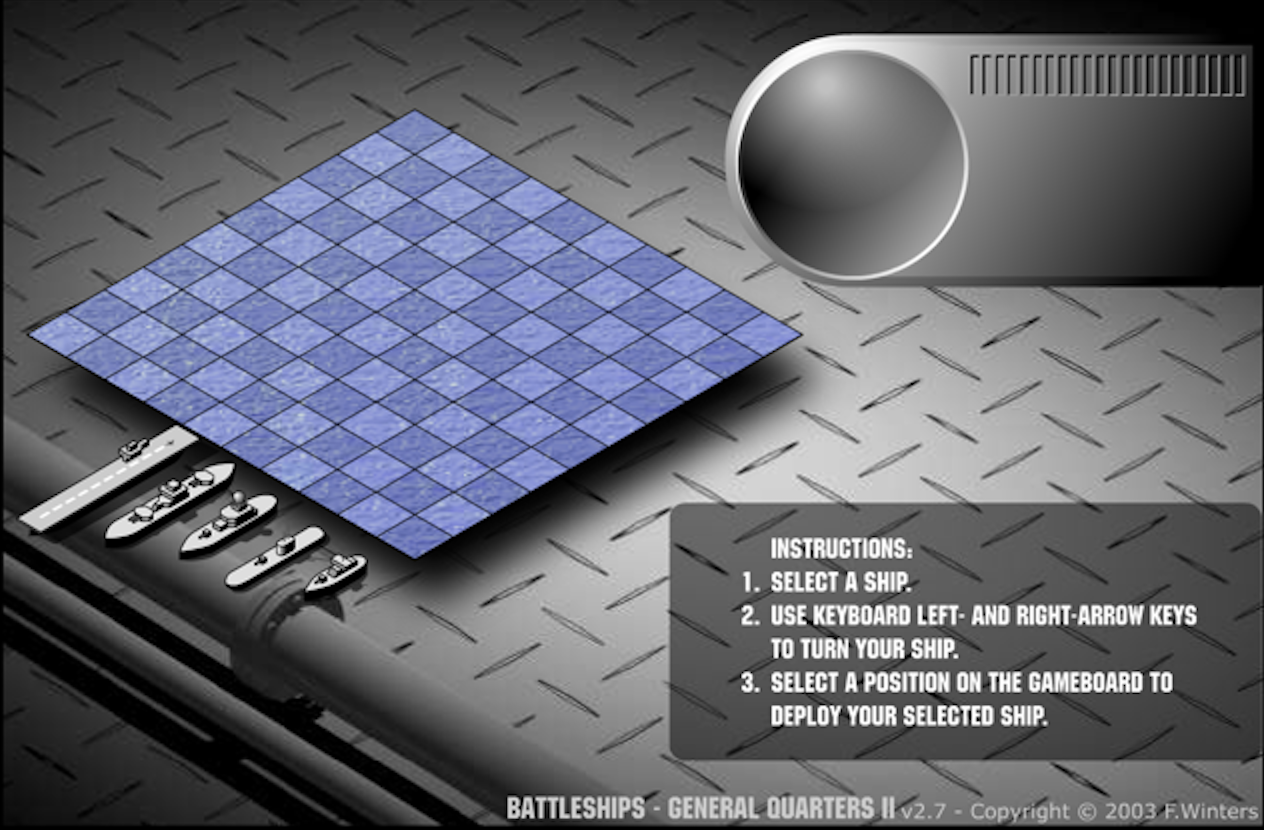 INSTRUCTIONS:
1. SELECT A SHIP.
2. USE KEYBOARD LEFT- AND RIGHT-ARROW KEYS
TO TURN YOUR SHIP.
3. SELECT A POSITION ON THE GAMEBOARD TO
DEPLOY YOUR SELECTED SHIP.
BATTLESHIPS - GENERAL QUARTERS II v2.7 - Copyright © 2003 F.Winters